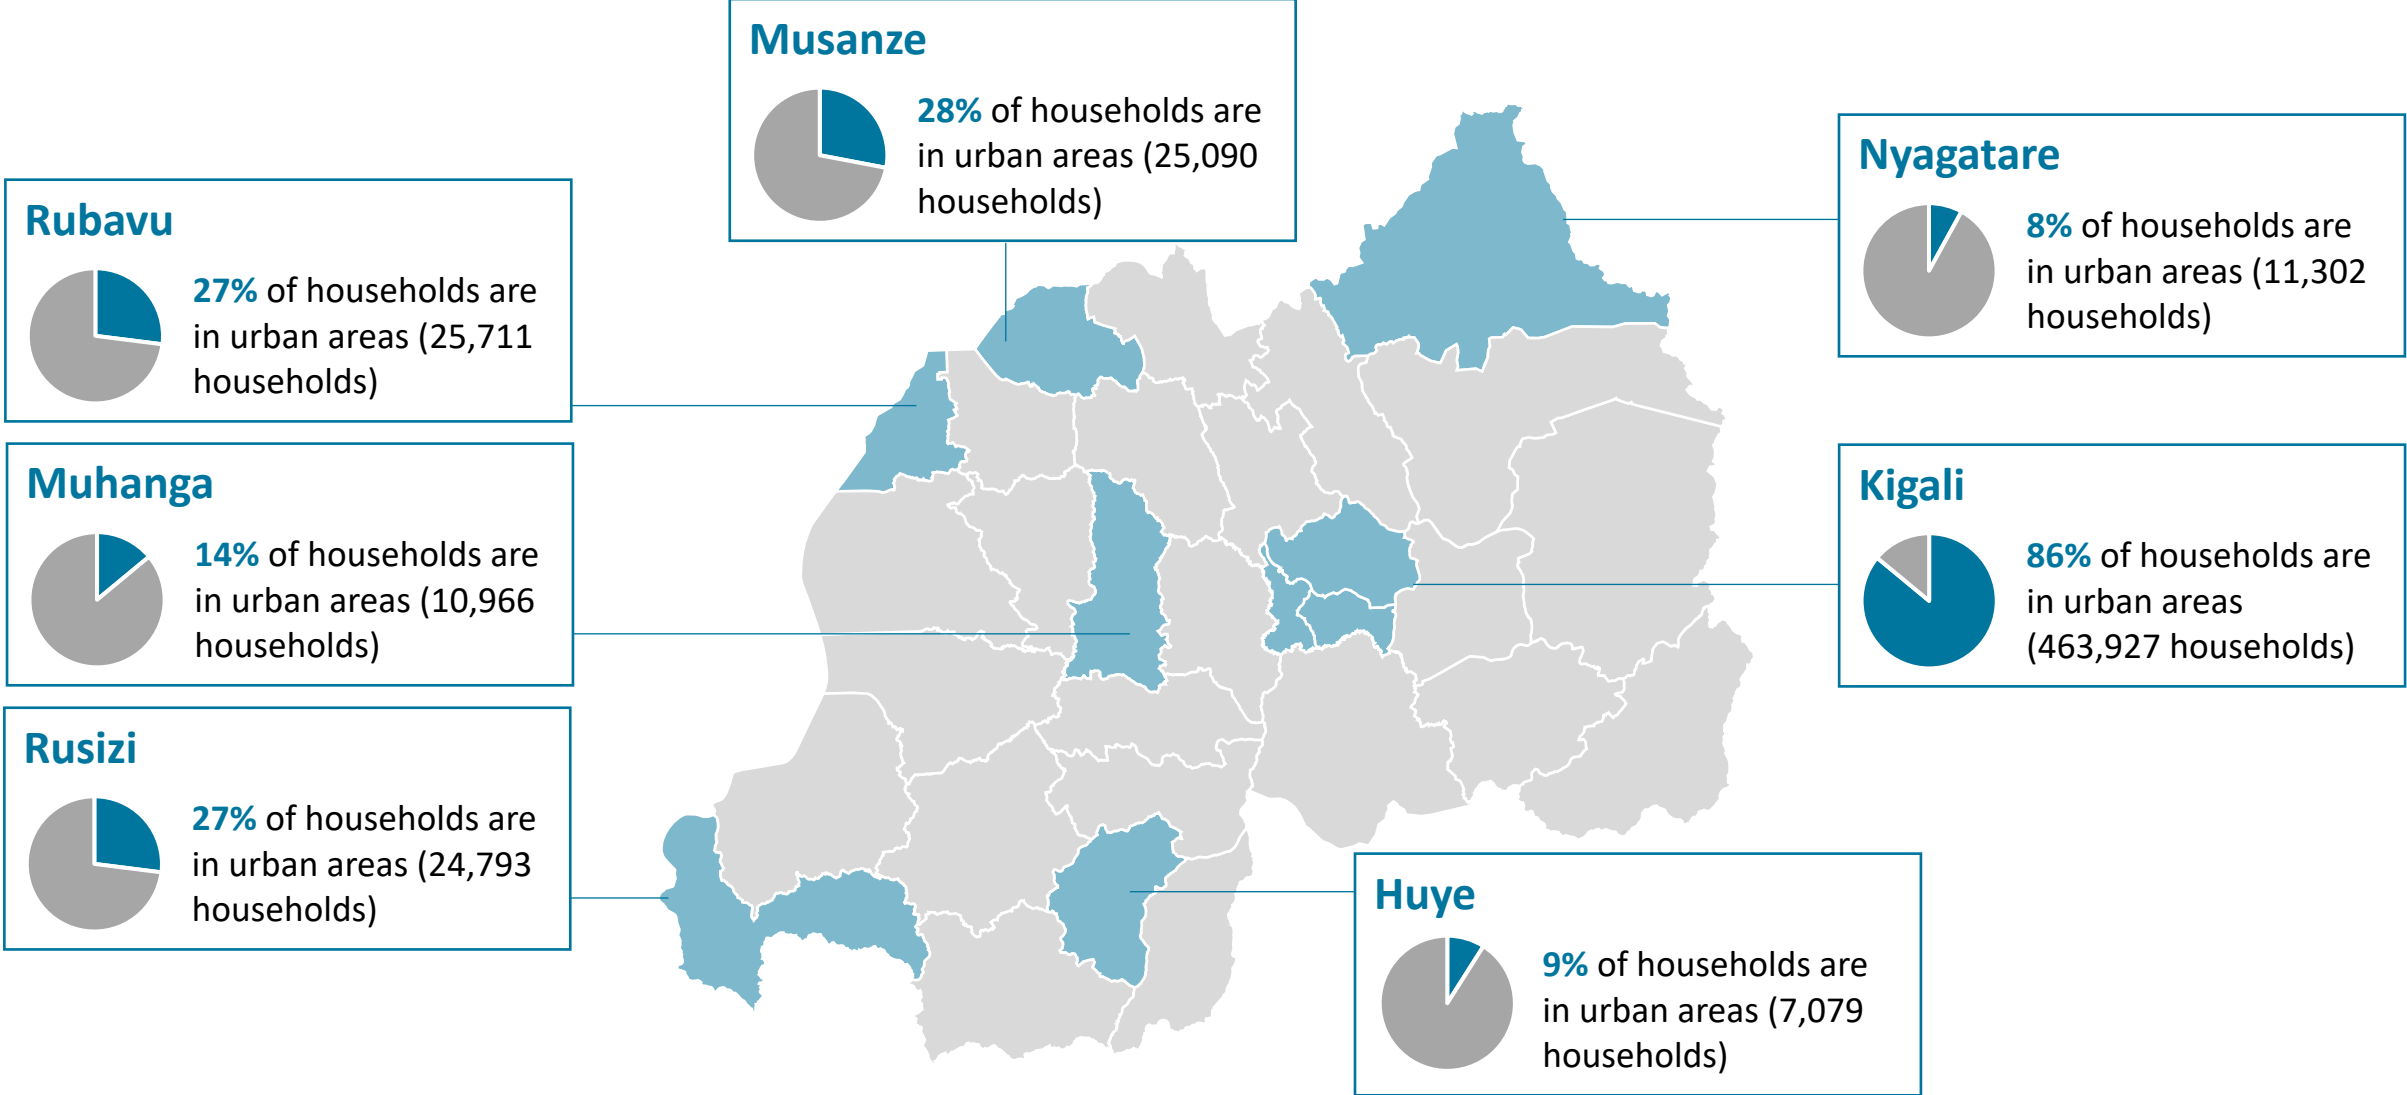 Musanze
28% of households are
in urban areas (25,090
households)
Nyagatare
8% of households are
in urban areas (11,302
households)
Rubavu
27% of households are
in urban areas (25,711
households)
Muhanga
14% of households are
in urban areas (10,966
households)
Kigali
86% of households are
in urban areas
(463,927 households)
Rusizi
27% of households are
in urban areas (24,793
households)
Huye
9% of households are
in urban areas (7,079
households)